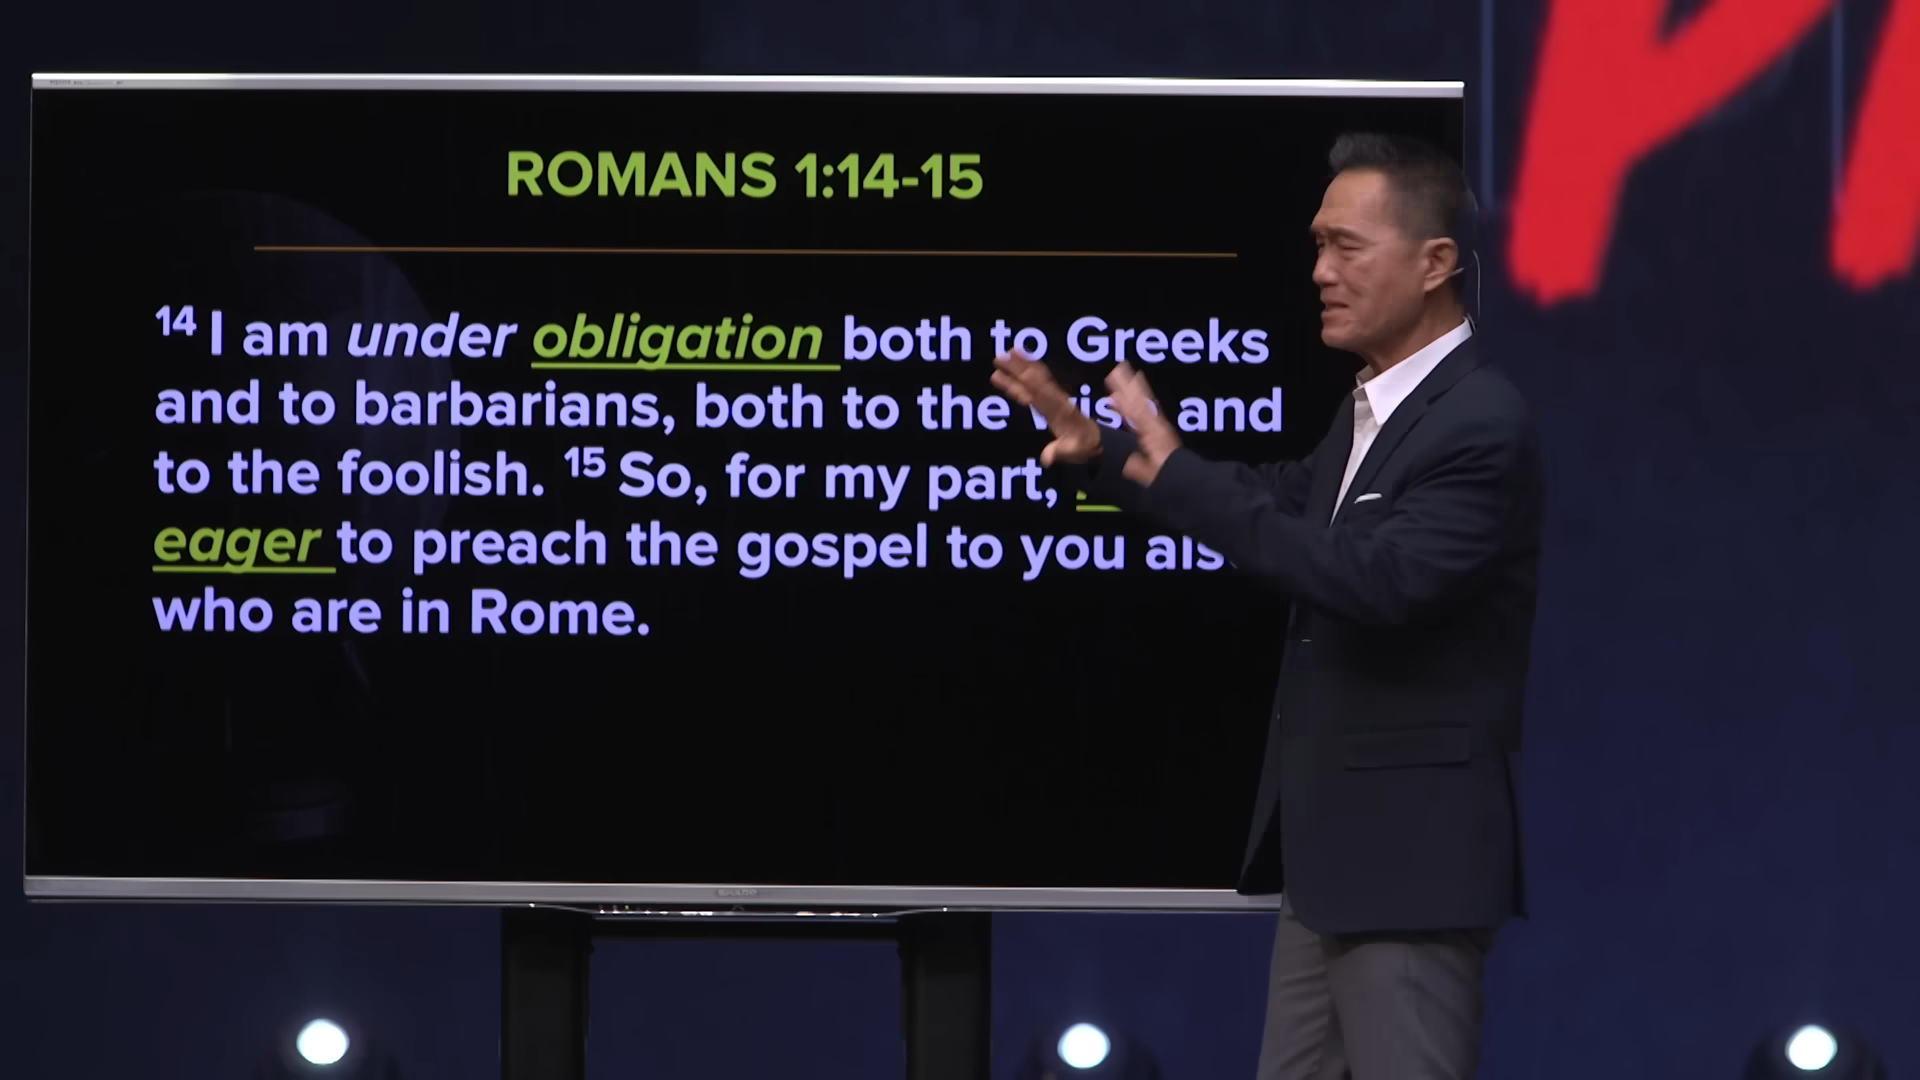 ROMANS 1:14-15
14 I am under obligation both to Greeks
and to barbarians, both to the wise and
to the foolish. 15 So, for my part,
eager to preach the gospel to you
who are in Rome.